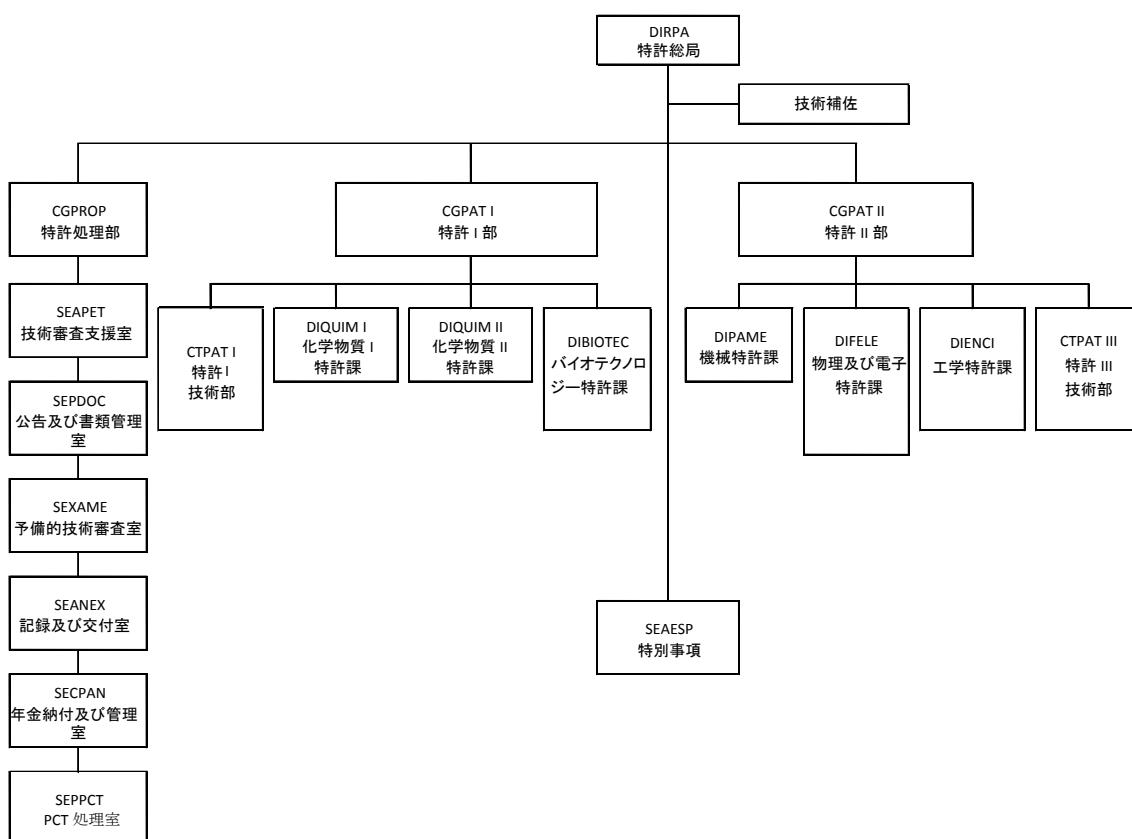 DIRPA
特許総局
技術補佐
CGPROP
特許処理部
CGPAT I
特許 I 部
CGPAT II
特許 II 部
SEAPET
技術審査支援室
CTPAT I
特許 I
技術部
DIQUIM I
化学物質 I
特許課
DIQUIM II
化学物質 II
特許課
DIBIOTEC
バイオテクノロ
ジー特許課
DIPAME
機械特許課
DIFELE
物理及び電子
特許課
DIENCI
工学特許課
CTPAT III
特許 III
技術部
SEPDOC
公告及び書類管理
室
SEXAME
予備的技術審査室
SEANEX
記録及び交付室
SEAESP
特別事項
SECPAN
年金納付及び管理
室
SEPPCT
PCT 処理室